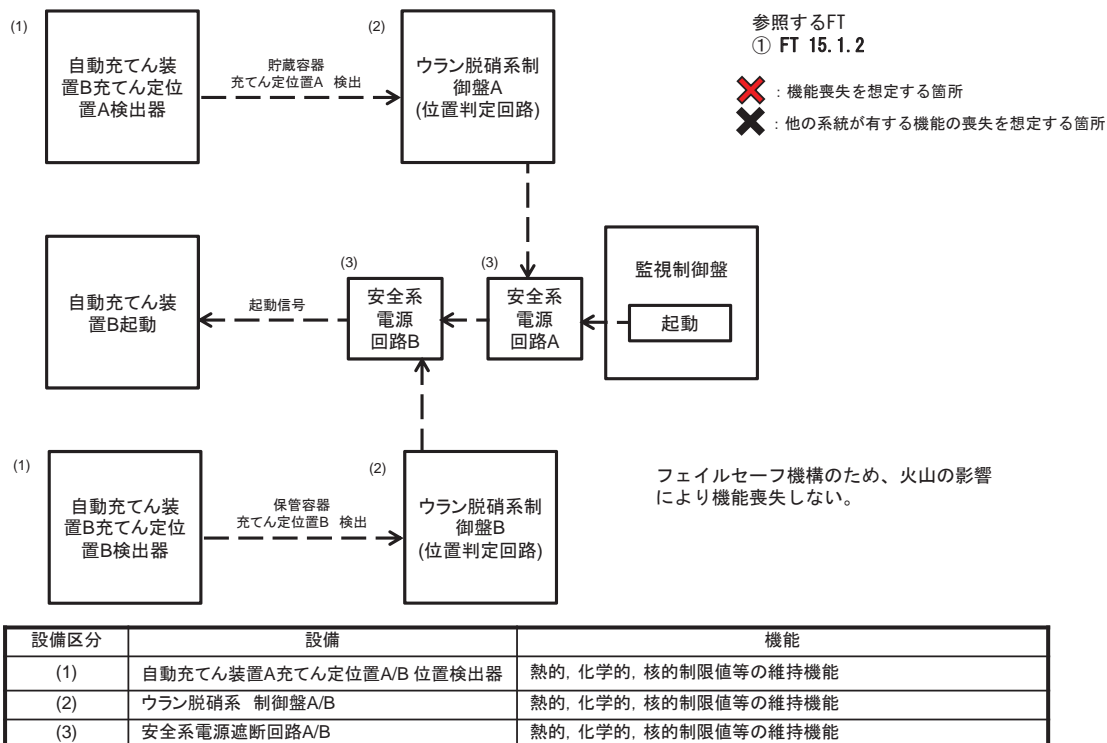 (1)
自動充てん装
置B充てん定位
置A検出器
貯蔵容器
充てん定位置A 検出
(2)
ウラン脱硝系制
御盤A
(位置判定回路)
参照するFT
① FT 15.1.2
：機能喪失を想定する箇所
：他の系統が有する機能の喪失を想定する箇所
自動充てん装
置B起動
起動信号
(3)
安全系
電源
回路B
(3)
安全系
電源
回路A
監視制御盤
起動
(1)
自動充てん装
置B充てん定位
置B検出器
保管容器
充てん定位置B 検出
(2)
ウラン脱硝系制
御盤B
(位置判定回路)
フェイルセーフ機構のため、火山の影響
により機能喪失しない。
設備区分 設備 機能
(1) 自動充てん装置A充てん定位置A/B 位置検出器 熱的, 化学的, 核的制限値等の維持機能
(2) ウラン脱硝系 制御盤A/B 熱的, 化学的, 核的制限値等の維持機能
(3) 安全系電源遮断回路A/B 熱的, 化学的, 核的制限値等の維持機能